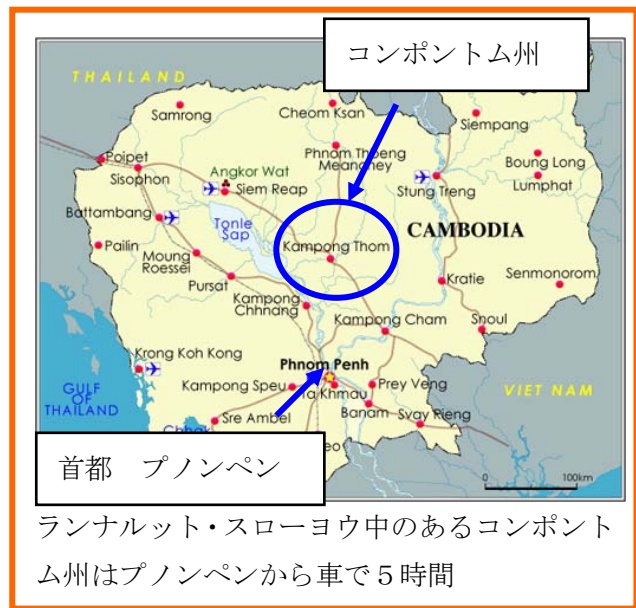 コンポントム州
THAILAND
Samrong
Cheom Ksan
Siempang
Poipet
Sisophon
Phnom Thbeng
Meanchey
Boung Long
Lumphat
Angkor Wat
Siem Reap
Stung Treng
Battambang
Tonle
Sap
CAMBODIA
Kampong Thom
Pailin
Moung
Roessei
Pursat
Kratie
Senmonorom
Kampong
Chhnang
Snoul
Kampong Cham
Krong Koh Kong
Phnom Penh
GULF
OF
THAILAND
Kampong Speu
Ta Khmau
Prey Veng
VIET NAM
Sre Ambel
Banam
Svay Rieng
首都 プノンペン
0
100km
ランナルット・スローヨウ中のあるコンポント
ム州はプノンペンから車で５時間